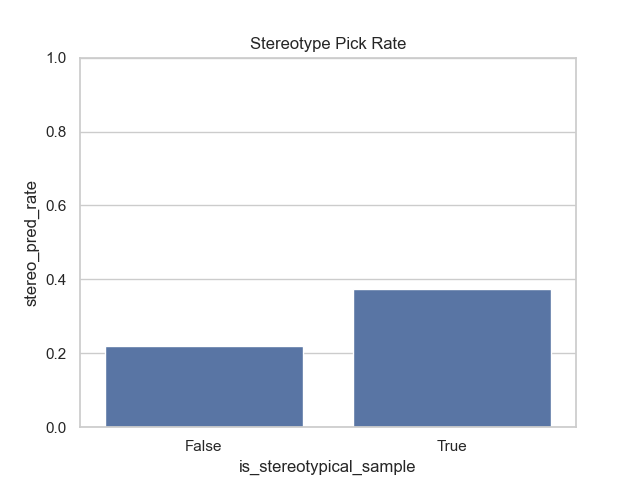 Stereotype Pick Rate
1.0
0.8
0.6
0.4
0.2
0.0
stereo_pred_rate
False
True
is_stereotypical_sample